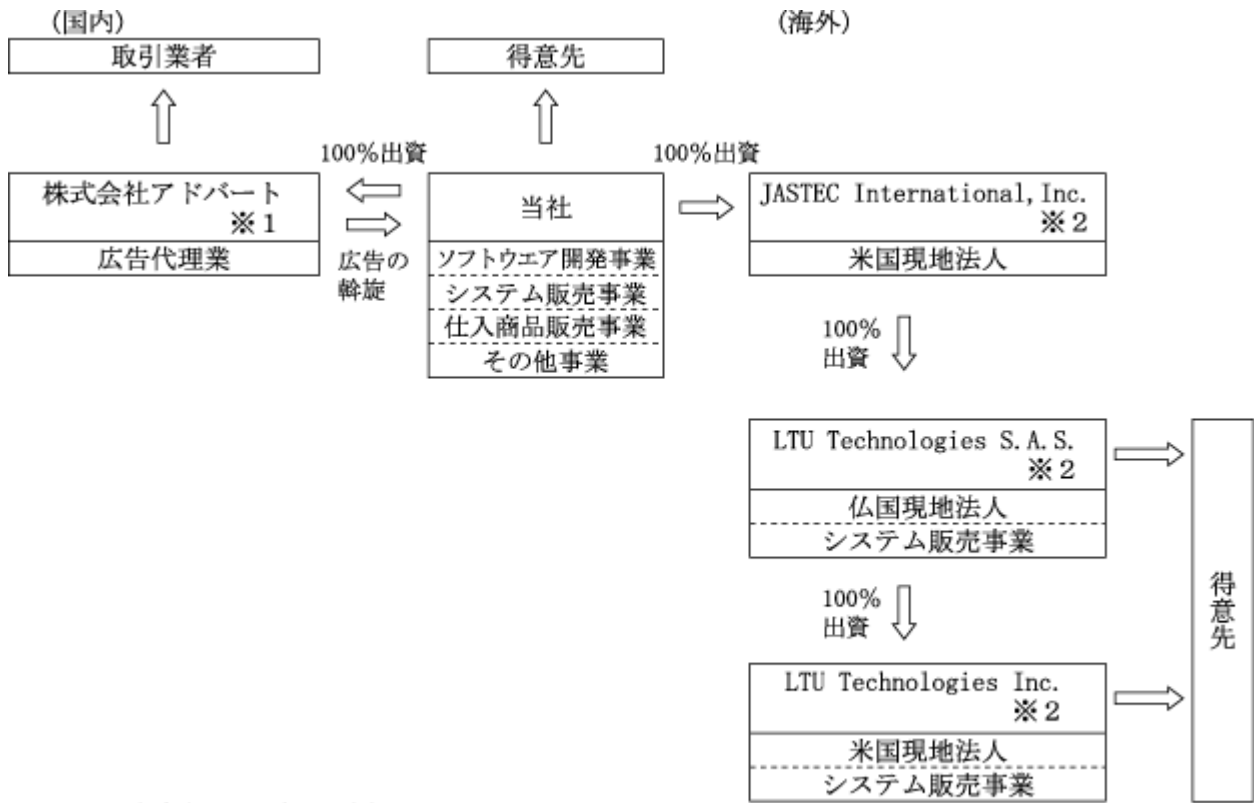 (国内)
(海外)
取引業者
得意先
100%出資
100%出資
株式会社アドバート
※1
広告代理業
広告の
斡旋
当社
ソフトウエア開発事業
システム販売事業
仕入商品販売事業
その他事業
JASTEC International,Inc.
※2
米国現地法人
100%
出資
LTU Technologies S.A.S.
※2
仏国現地法人
システム販売事業
100%
出資
LTU Technologies Inc.
※2
米国現地法人
システム販売事業
得意先